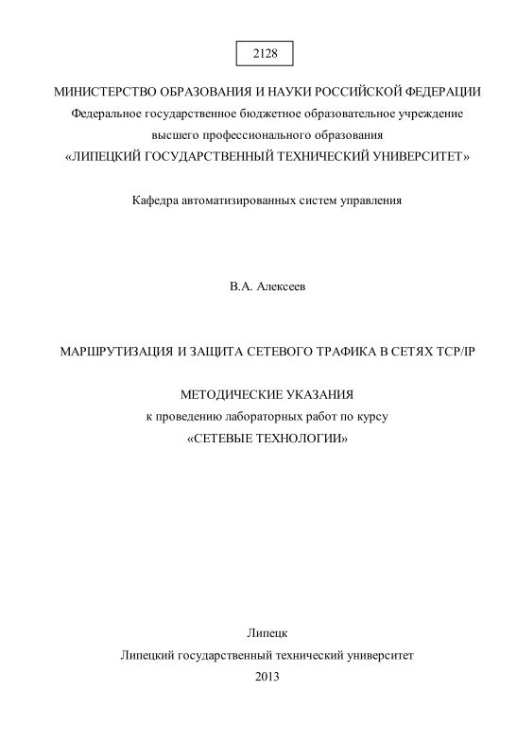 2128
МИНИСТЕРСТВО ОБРАЗОВАНИЯ И НАУКИ РОССИЙСКОЙ ФЕДЕРАЦИИ
Федеральное государственное бюджетное образовательное учреждение
высшего профессионального образования
«ЛИПЕЦКИЙ ГОСУДАРСТВЕННЫЙ ТЕХНИЧЕСКИЙ УНИВЕРСИТЕТ»
Кафедра автоматизированных систем управления
В.А. Алексеев
МАРШРУТИЗАЦИЯ И ЗАЩИТА СЕТЕВОГО ТРАФИКА В СЕТЯХ TCP/IP
МЕТОДИЧЕСКИЕ УКАЗАНИЯ
к проведению лабораторных работ по курсу
«СЕТЕВЫЕ ТЕХНОЛОГИИ»
Липецк
Липецкий государственный технический университет
2013